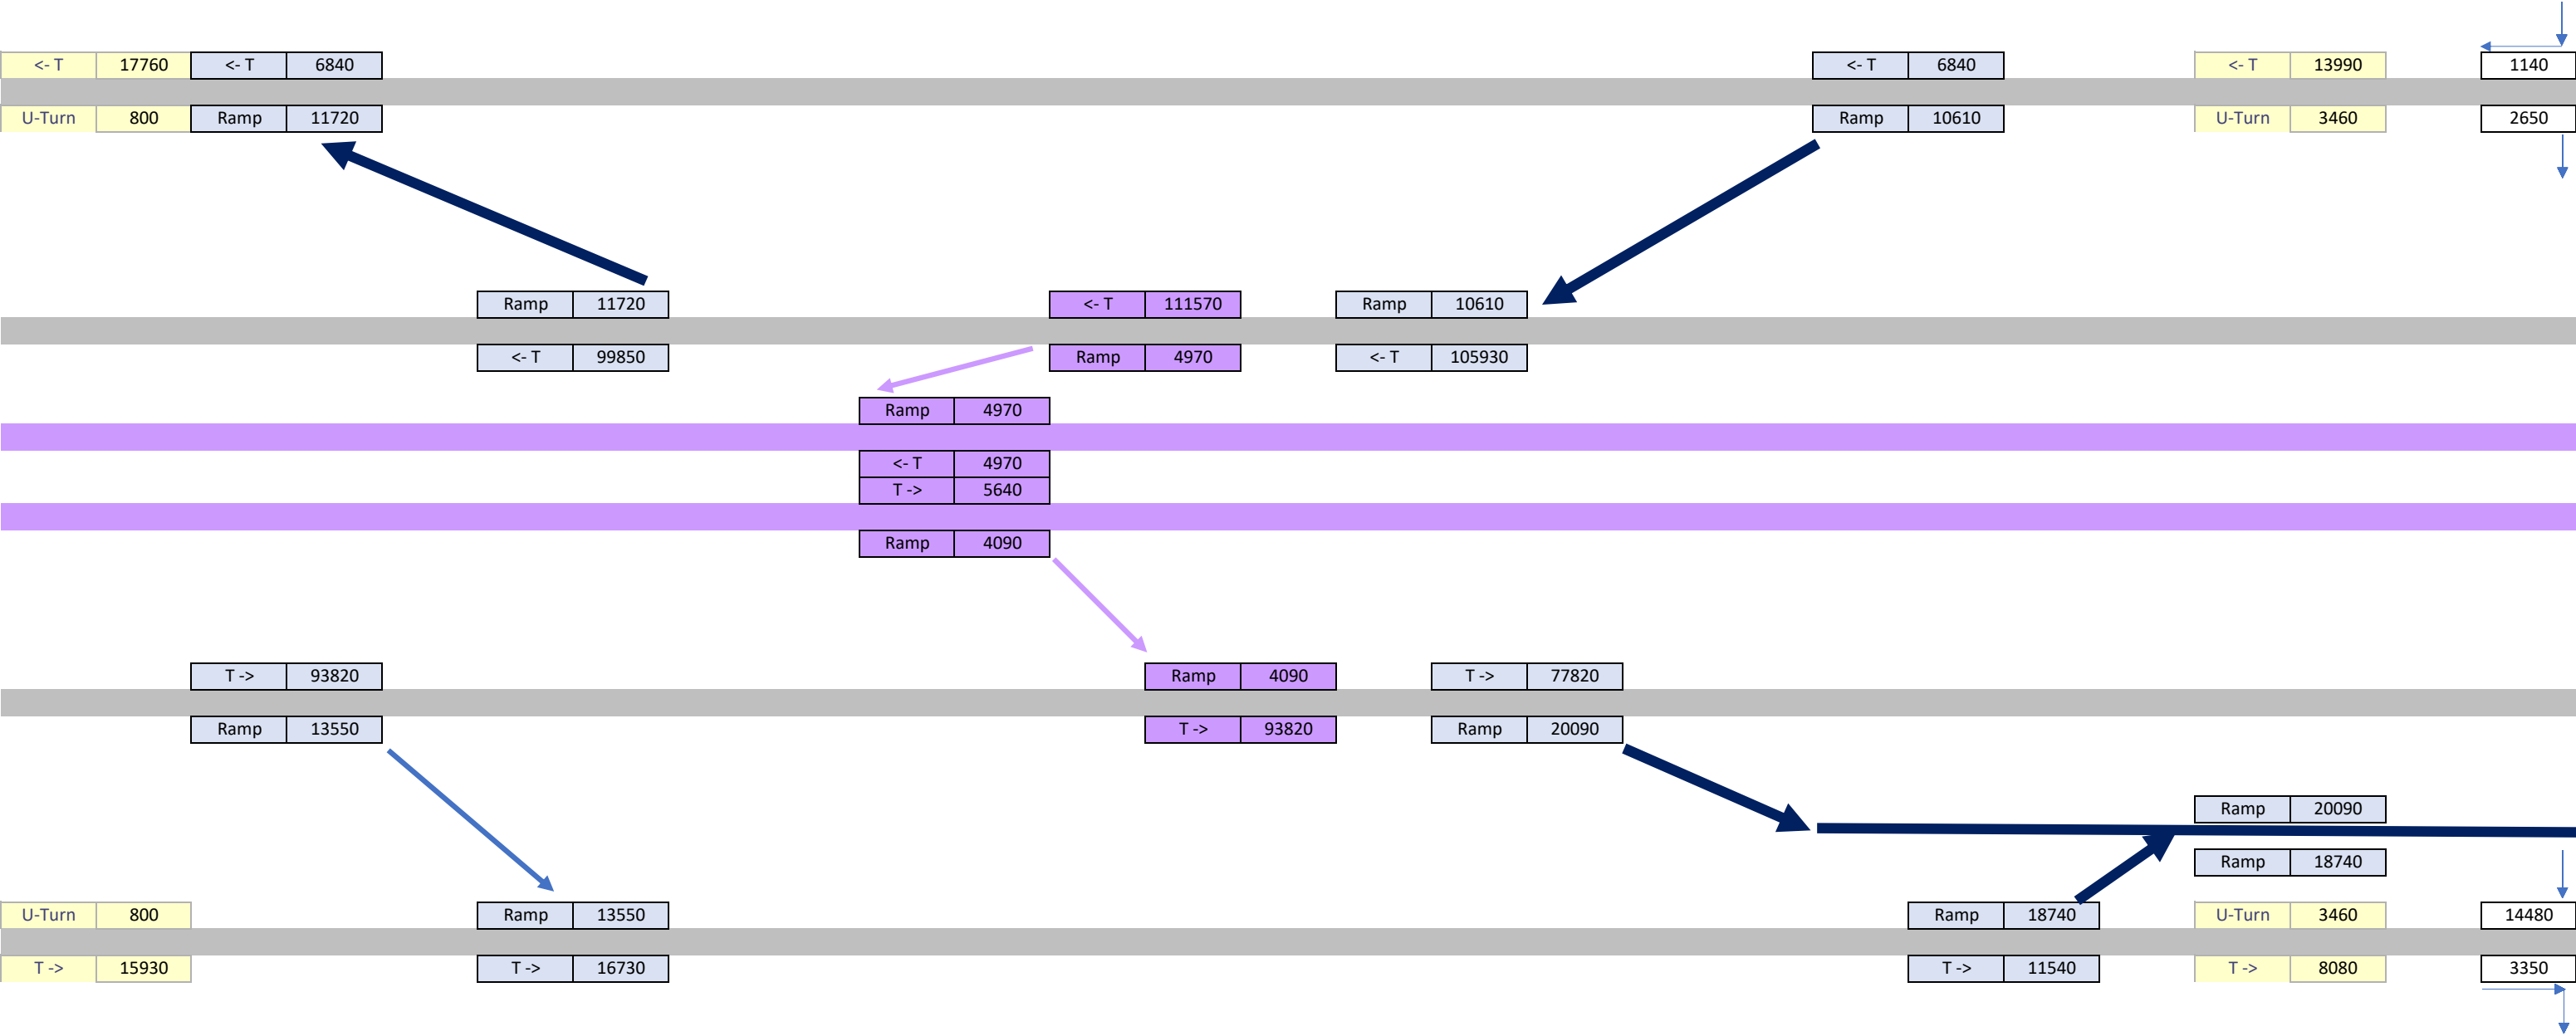 <- T 17760 <- T 6840 <- T 6840 <- T 13990 1140
U-Turn 800 Ramp 11720 Ramp 10610 U-Turn 3460 2650
Ramp 11720 <- T 111570 Ramp 10610
<- T 99850 Ramp 4970 <- T 105930
Ramp 4970
<- T 4970
T -> 5640
Ramp 4090
T -> 93820 Ramp 4090 T -> 77820
Ramp 13550 T -> 93820 Ramp 20090
Ramp 20090
Ramp 18740
U-Turn 800 Ramp 13550 Ramp 18740 U-Turn 3460 14480
T -> 15930 T -> 16730 T -> 11540 T -> 8080 3350